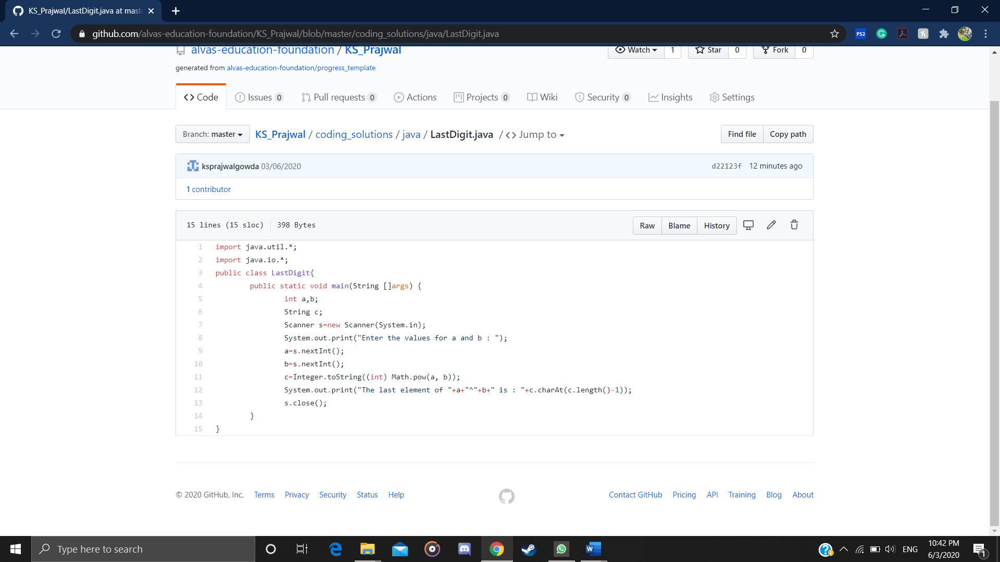 KS_Prajwal/LastDigit.java at mast
github.com/alvas-education-foundation/KS_Prajwal/blob/master/coding_solutions/java/LastDigit.java
PS2
alvas-education-foundation / KS_Prajwal
Watch 1 Star 0 Fork 0
generated from alvas-education-foundation/progress_template
Code Issues 0 Pull requests 0 Actions Projects 0 Wiki Security 0 Insights Settings
Branch: master KS_Prajwal / coding_solutions / java / LastDigit.java / <> Jump to Find file Copy path
ksprajwalgowda 03/06/2020 d22123f 12 minutes ago
1 contributor
15 lines (15 sloc) 398 Bytes Raw Blame History
1 import java.util.*;
2 import java.io.*;
3 public class LastDigit{
4 public static void main(String []args) {
5 int a,b;
6 String c;
7 Scanner s=new Scanner(System.in);
8 System.out.print("Enter the values for a and b : ");
9 a=s.nextInt();
10 b=s.nextInt();
11 c=Integer.toString((int) Math.pow(a, b));
12 System.out.print("The last element of "+a+"^"+b+" is : "+c.charAt(c.length()-1));
13 s.close();
14 }
15 }
© 2020 GitHub, Inc. Terms Privacy Security Status Help Contact GitHub Pricing API Training Blog About
Type here to search
ENG
10:42 PM
6/3/2020
1